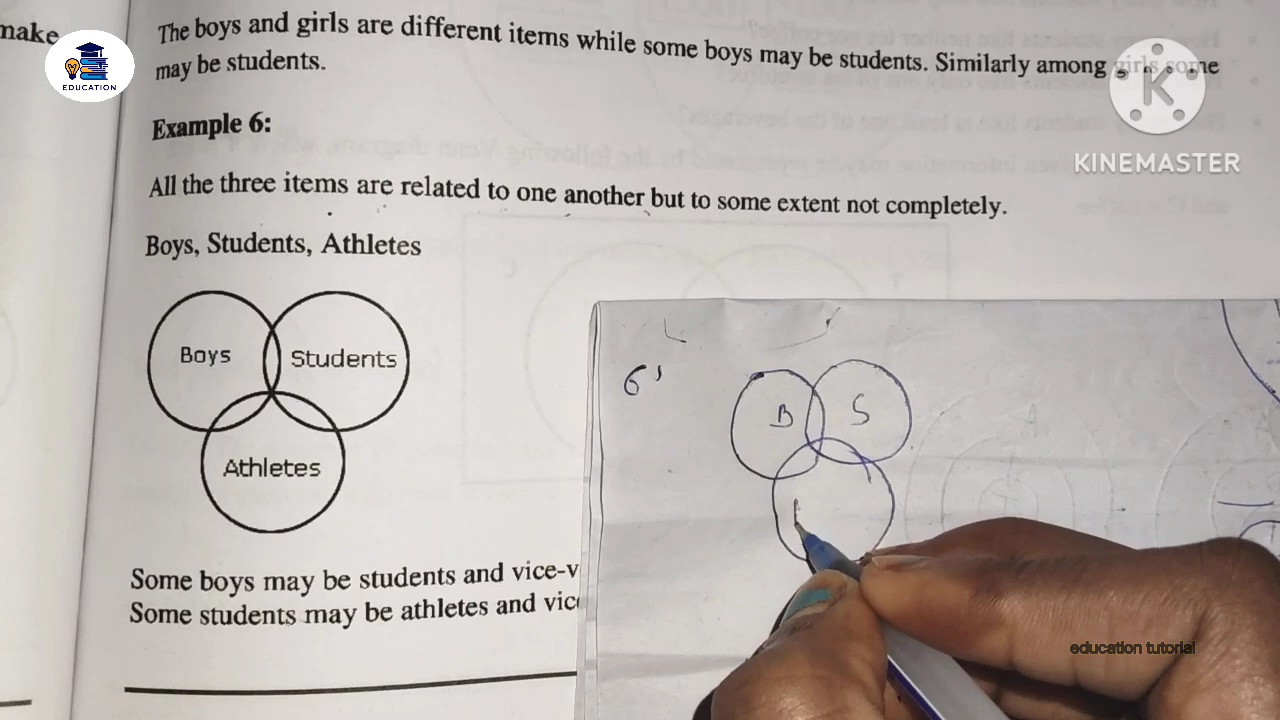 make
EDUCATION
The boys and girls are different items while some boys may be students. Similarly among girls some
may be students.
KINEMASTER
Example 6:
All the three items are related to one another but to some extent not completely.
Boys, Students, Athletes
Boys
Students
Athletes
6'
B
S
Some boys may be students and vice-v
Some students may be athletes and vic
education tutorial